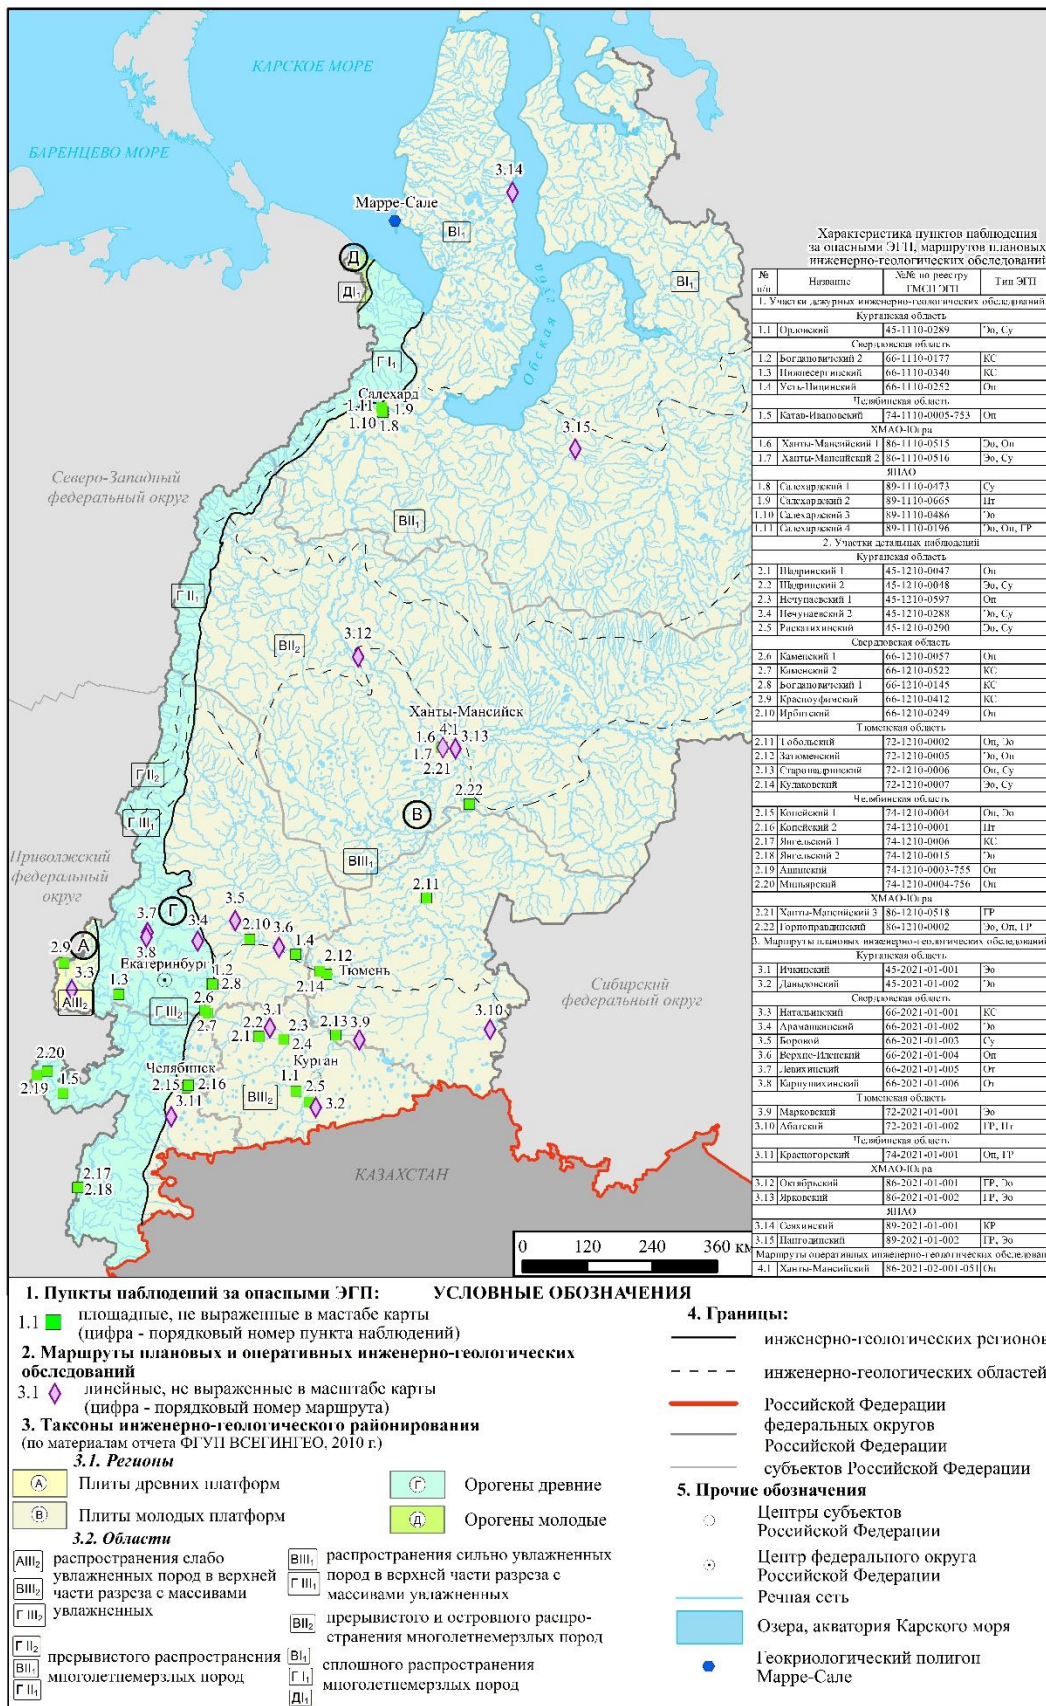 КАРСКОЕ МОРЕ
БАРЕНЦЕВО МОРЕ
3.14
Марре-Сале
ВI₁
Д
ДI₁
ВI₁
Обская губа
Г I₁
Салехард
1.11
1.9
1.10
1.8
3.15
Северо-Западный
федеральный округ
ВII₁
Г II₁
3.12
ВII₂
Ханты-Мансийск
4.1
1.6
3.13
1.7
2.21
Г II₂
2.22
Г III₁
В
Приволжский
федеральный
округ
ВIII₁
2.11
3.5
3.7
Г
3.4
2.10
3.6
А
2.9
3.8
1.4
2.12
3.3
Екатеринбург
1.2
Тюмень
1.3
2.8
2.14
Сибирский
федеральный округ
АIII₂
Г III₂
2.6
3.1
2.7
2.2
2.3
2.13
3.9
3.10
2.1
2.4
2.20
Челябинск
Курган
2.19
1.5
2.15
2.16
1.1
2.5
ВIII₂
3.11
3.2
2.17
2.18
КАЗАХСТАН
0 120 240 360 км
Характеристика пунктов наблюдения
за опасными ЭГП, маршрутов плановых
инженерно-геологических обследований
№ п/п Название №№ по реестру ГМСН ЭГП Тип ЭГП
1. Участки дежурных инженерно-геологических обследований
Курганская область
1.1 Орловский 45-1110-0289 Эо, Су
Свердловская область
1.2 Богдановичский 2 66-1110-0177 КС
1.3 Нижнесергинский 66-1110-0340 КС
1.4 Усть-Ницинский 66-1110-0252 Оп
Челябинская область
1.5 Катав-Ивановский 74-1110-0005-753 Оп
ХМАО-Югра
1.6 Ханты-Мансийский 1 86-1110-0515 Эо, Оп
1.7 Ханты-Мансийский 2 86-1110-0516 Эо, Су
ЯНАО
1.8 Салехардский 1 89-1110-0473 Су
1.9 Салехардский 2 89-1110-0665 Пт
1.10 Салехардский 3 89-1110-0486 Эо
1.11 Салехардский 4 89-1110-0196 Эо, Оп, ГР
2. Участки детальных наблюдений
Курганская область
2.1 Шадринский 1 45-1210-0047 Оп
2.2 Шадринский 2 45-1210-0048 Эо, Су
2.3 Нечунаевский 1 45-1210-0597 Оп
2.4 Нечунаевский 2 45-1210-0288 Эо, Су
2.5 Раскатихинский 45-1210-0290 Эо, Су
Свердловская область
2.6 Каменский 1 66-1210-0057 Оп
2.7 Каменский 2 66-1210-0522 КС
2.8 Богдановичский 1 66-1210-0145 КС
2.9 Красноуфимский 66-1210-0412 КС
2.10 Ирбитский 66-1210-0249 Оп
Тюменская область
2.11 Тобольский 72-1210-0002 Оп, Эо
2.12 Затюменский 72-1210-0005 Эо, Оп
2.13 Старошадринский 72-1210-0006 Оп, Су
2.14 Кулаковский 72-1210-0007 Эо, Су
Челябинская область
2.15 Копейский 1 74-1210-0004 Оп, Эо
2.16 Копейский 2 74-1210-0001 Пт
2.17 Янгельский 1 74-1210-0006 КС
2.18 Янгельский 2 74-1210-0015 Эо
2.19 Ашинский 74-1210-0003-755 Оп
2.20 Миньярский 74-1210-0004-756 Оп
ХМАО-Югра
2.21 Ханты-Мансийский 3 86-1210-0518 ГР
2.22 Горноправдинский 86-1210-0002 Эо, Оп, ГР
3. Маршруты плановых инженерно-геологических обследований
Курганская область
3.1 Ичкинский 45-2021-01-001 Эо
3.2 Давыдовский 45-2021-01-002 Эо
Свердловская область
3.3 Натальинский 66-2021-01-001 КС
3.4 Арамашкинский 66-2021-01-002 Эо
3.5 Боровой 66-2021-01-003 Су
3.6 Верхне-Иленский 66-2021-01-004 Оп
3.7 Левихинский 66-2021-01-005 От
3.8 Карпушихинский 66-2021-01-006 От
Тюменская область
3.9 Марковский 72-2021-01-001 Эо
3.10 Абатский 72-2021-01-002 ГР, Пт
Челябинская область
3.11 Красногорский 74-2021-01-001 Оп, ГР
ХМАО-Югра
3.12 Октябрьский 86-2021-01-001 ГР, Эо
3.13 Ярковский 86-2021-01-002 ГР, Эо
ЯНАО
3.14 Сеяхинский 89-2021-01-001 КР
3.15 Пангодинский 89-2021-01-002 ГР, Эо
Маршруты оперативных инженерно-геологических обследован
4.1 Ханты-Мансийский 86-2021-02-001-051 Оп
УСЛОВНЫЕ ОБОЗНАЧЕНИЯ
1. Пункты наблюдений за опасными ЭГП:
1.1 площадные, не выраженные в мастабе карты
(цифра - порядковый номер пункта наблюдений)
2. Маршруты плановых и оперативных инженерно-геологических
обслedований
3.1 линейные, не выраженные в масштабе карты
(цифра - порядковый номер маршрута)
3. Таксоны инженерно-геологического районирования
(по материалам отчета ФГУП ВСЕГИНГЕО, 2010 г.)
3.1. Регионы
А Плиты древних платформ
В Плиты молодых платформ
Г Орогены древние
Д Орогены молодые
3.2. Области
АIII₂ ВIII₂ Г III₂
распространения слабо
увлажненных пород в верхней
части разреза с массивами
увлажненных
Г II₂ ВII₁ Г II₁
прерывистого распространения
многолетнемерзлых пород
ВIII₁ Г III₁
распространения сильно увлажненных
пород в верхней части разреза с
массивами увлажненных
ВII₂ прерывистого и островного распро-
странения многолетнемерзлых пород
ВI₁ Г I₁ ДI₁
сплошного распространения
многолетнемерзлых пород
4. Границы:
инженерно-геологических регионов
инженерно-геологических областей
Российской Федерации
федеральных округов
Российской Федерации
субъектов Российской Федерации
5. Прочие обозначения
Центры субъектов
Российской Федерации
Центр федерального округа
Российской Федерации
Речная сеть
Озера, акватория Карского моря
Геокриологический полигон
Марре-Сале